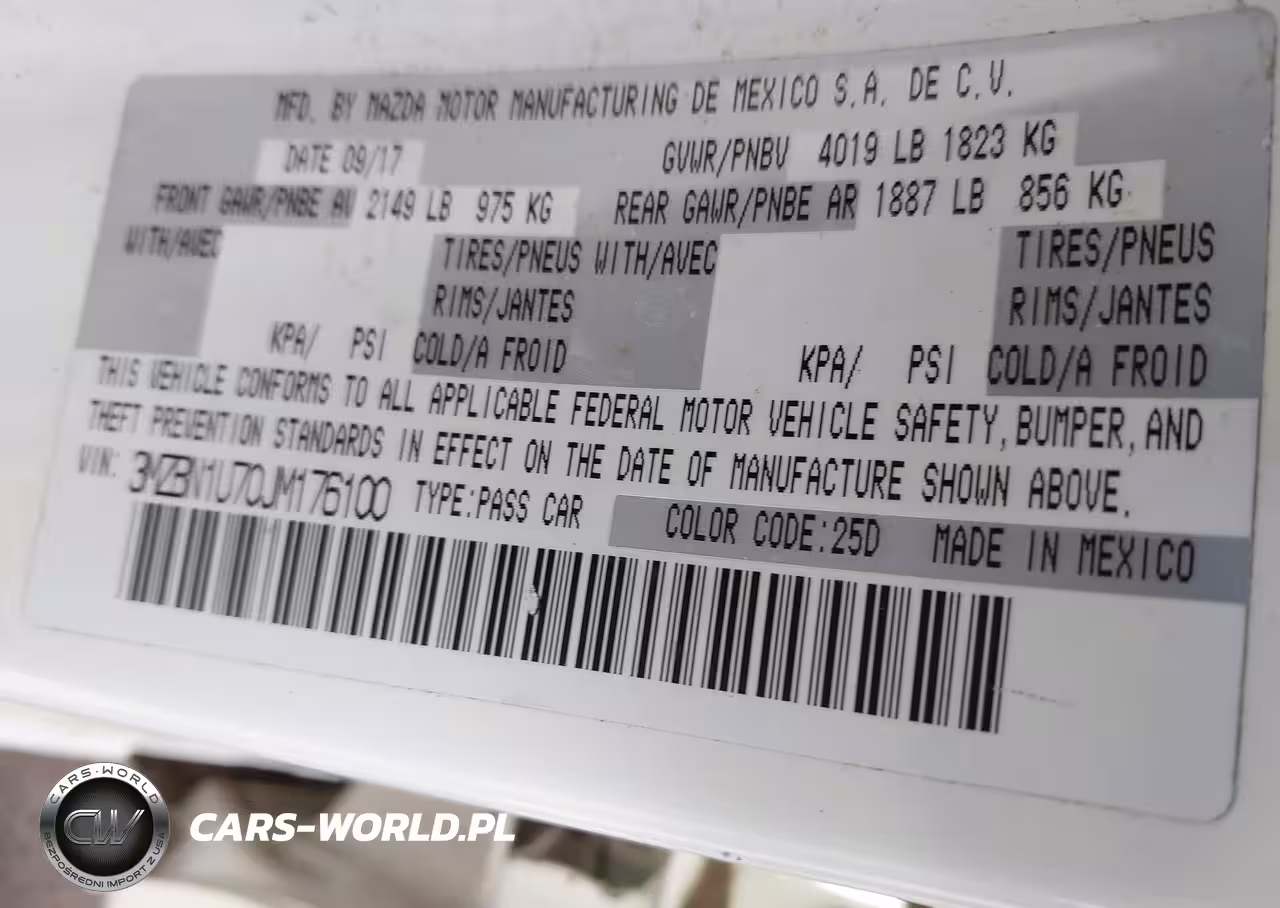 MFD. BY MAZDA MOTOR MANUFACTURING DE MEXICO S.A. DE C.V.
DATE 09/17 GVWR/PNBV 4019 LB 1823 KG
FRONT GAWR/PNBE AV 2149 LB 975 KG REAR GAWR/PNBE AR 1887 LB 856 KG
WITH/AVEC TIRES/PNEUS WITH/AVEC TIRES/PNEUS
RIMS/JANTES RIMS/JANTES
KPA/ PSI COLD/A FROID KPA/ PSI COLD/A FROID
THIS VEHICLE CONFORMS TO ALL APPLICABLE FEDERAL MOTOR VEHICLE SAFETY, BUMPER, AND
THEFT PREVENTION STANDARDS IN EFFECT ON THE DATE OF MANUFACTURE SHOWN ABOVE.
VIN: 3MZBN1U70JM176100 TYPE:PASS CAR COLOR CODE:25D MADE IN MEXICO
CARS-WORLD
CW
BEZPOŚREDNI IMPORT Z USA
CARS-WORLD.PL